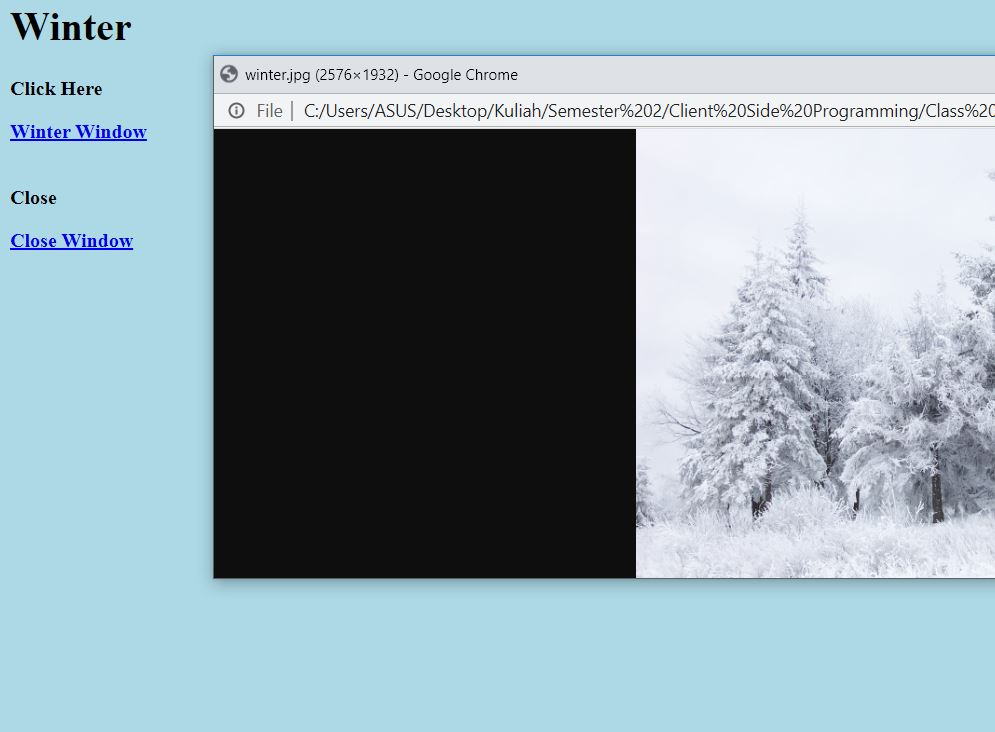 Winter
Click Here
Winter Window
Close
Close Window
winter.jpg (2576×1932) - Google Chrome
File | C:/Users/ASUS/Desktop/Kuliah/Semester%202/Client%20Side%20Programming/Class%20